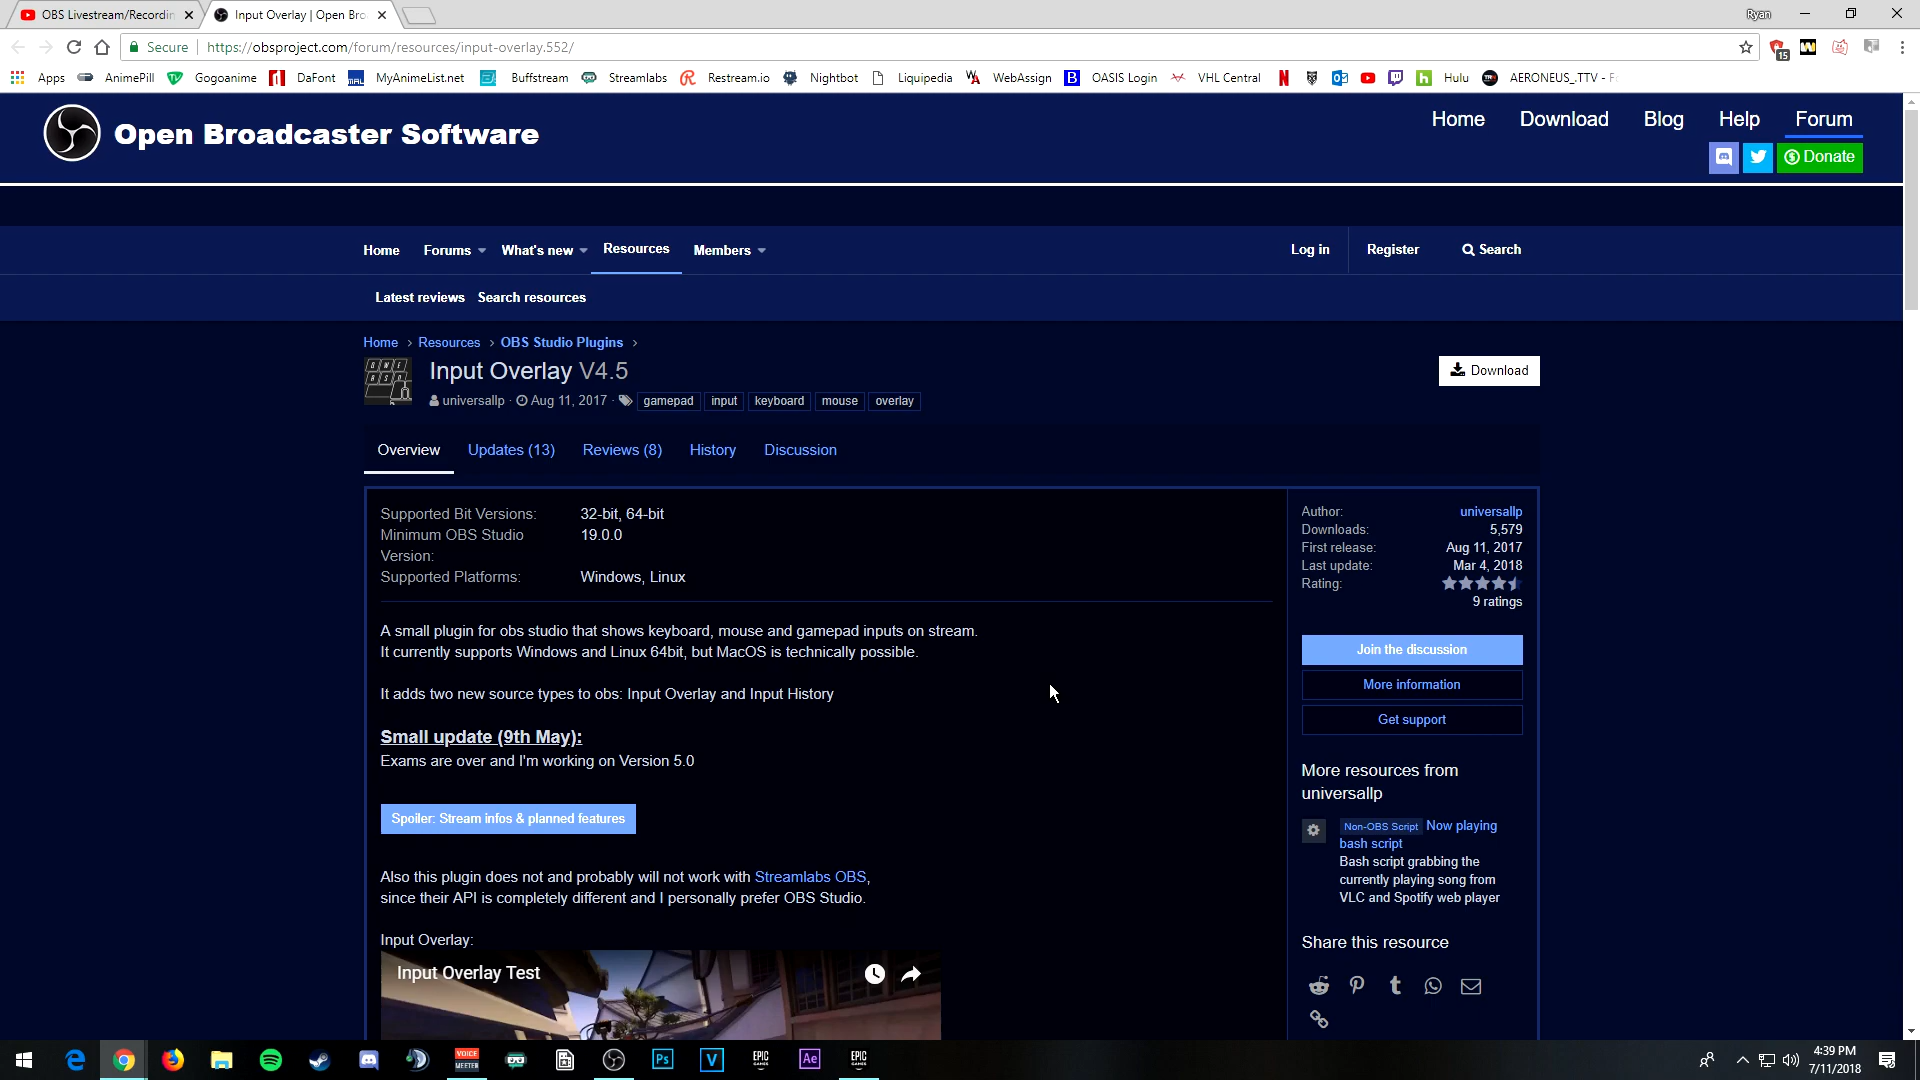 OBS Livestream/Recordin
Input Overlay | Open Bro
Ryan
Secure
https://obsproject.com/forum/resources/input-overlay.552/
15
Apps
AnimePill
Gogoanime
DaFont
MAL
MyAnimeList.net
Buffstream
Streamlabs
Restream.io
Nightbot
Liquipedia
WebAssign
B
OASIS Login
VHL Central
N
Hulu
AERONEUS_.TTV - F
Open Broadcaster Software
Home
Download
Blog
Help
Forum
Donate
Home
Forums
What's new
Resources
Members
Log in
Register
Search
Latest reviews
Search resources
Home › Resources › OBS Studio Plugins ›
Input Overlay V4.5
Download
universallp · Aug 11, 2017 · gamepad input keyboard mouse overlay
Overview
Updates (13)
Reviews (8)
History
Discussion
Supported Bit Versions: 32-bit, 64-bit
Minimum OBS Studio Version: 19.0.0
Supported Platforms: Windows, Linux
A small plugin for obs studio that shows keyboard, mouse and gamepad inputs on stream.
It currently supports Windows and Linux 64bit, but MacOS is technically possible.
It adds two new source types to obs: Input Overlay and Input History
Small update (9th May):
Exams are over and I'm working on Version 5.0
Spoiler: Stream infos & planned features
Also this plugin does not and probably will not work with Streamlabs OBS,
since their API is completely different and I personally prefer OBS Studio.
Input Overlay:
Input Overlay Test
Author: universallp
Downloads: 5,579
First release: Aug 11, 2017
Last update: Mar 4, 2018
Rating:
9 ratings
Join the discussion
More information
Get support
More resources from
universallp
Non-OBS Script Now playing
bash script
Bash script grabbing the
currently playing song from
VLC and Spotify web player
Share this resource
VOICE
MEETER
Ps
V
EPIC
GAMES
Ae
EPIC
GAMES
4:39 PM
7/11/2018